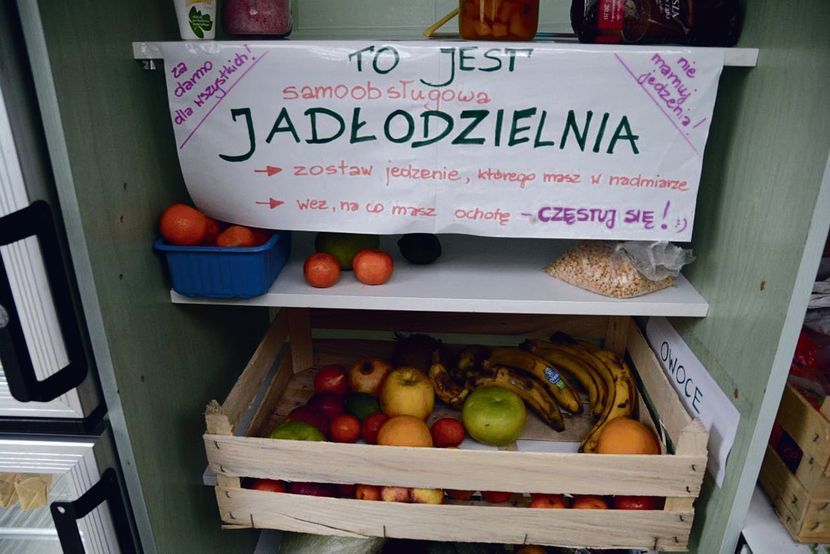 za
darmo
dla wszystkich!
TO JEST
samoobsługowa
JADŁODZIELNIA
nie
marnuj
jedzenia!
→ zostaw jedzenie, którego masz w nadmiarze
→ weź, na co masz ochotę - CZĘSTUJ SIĘ! :)
OWOCE